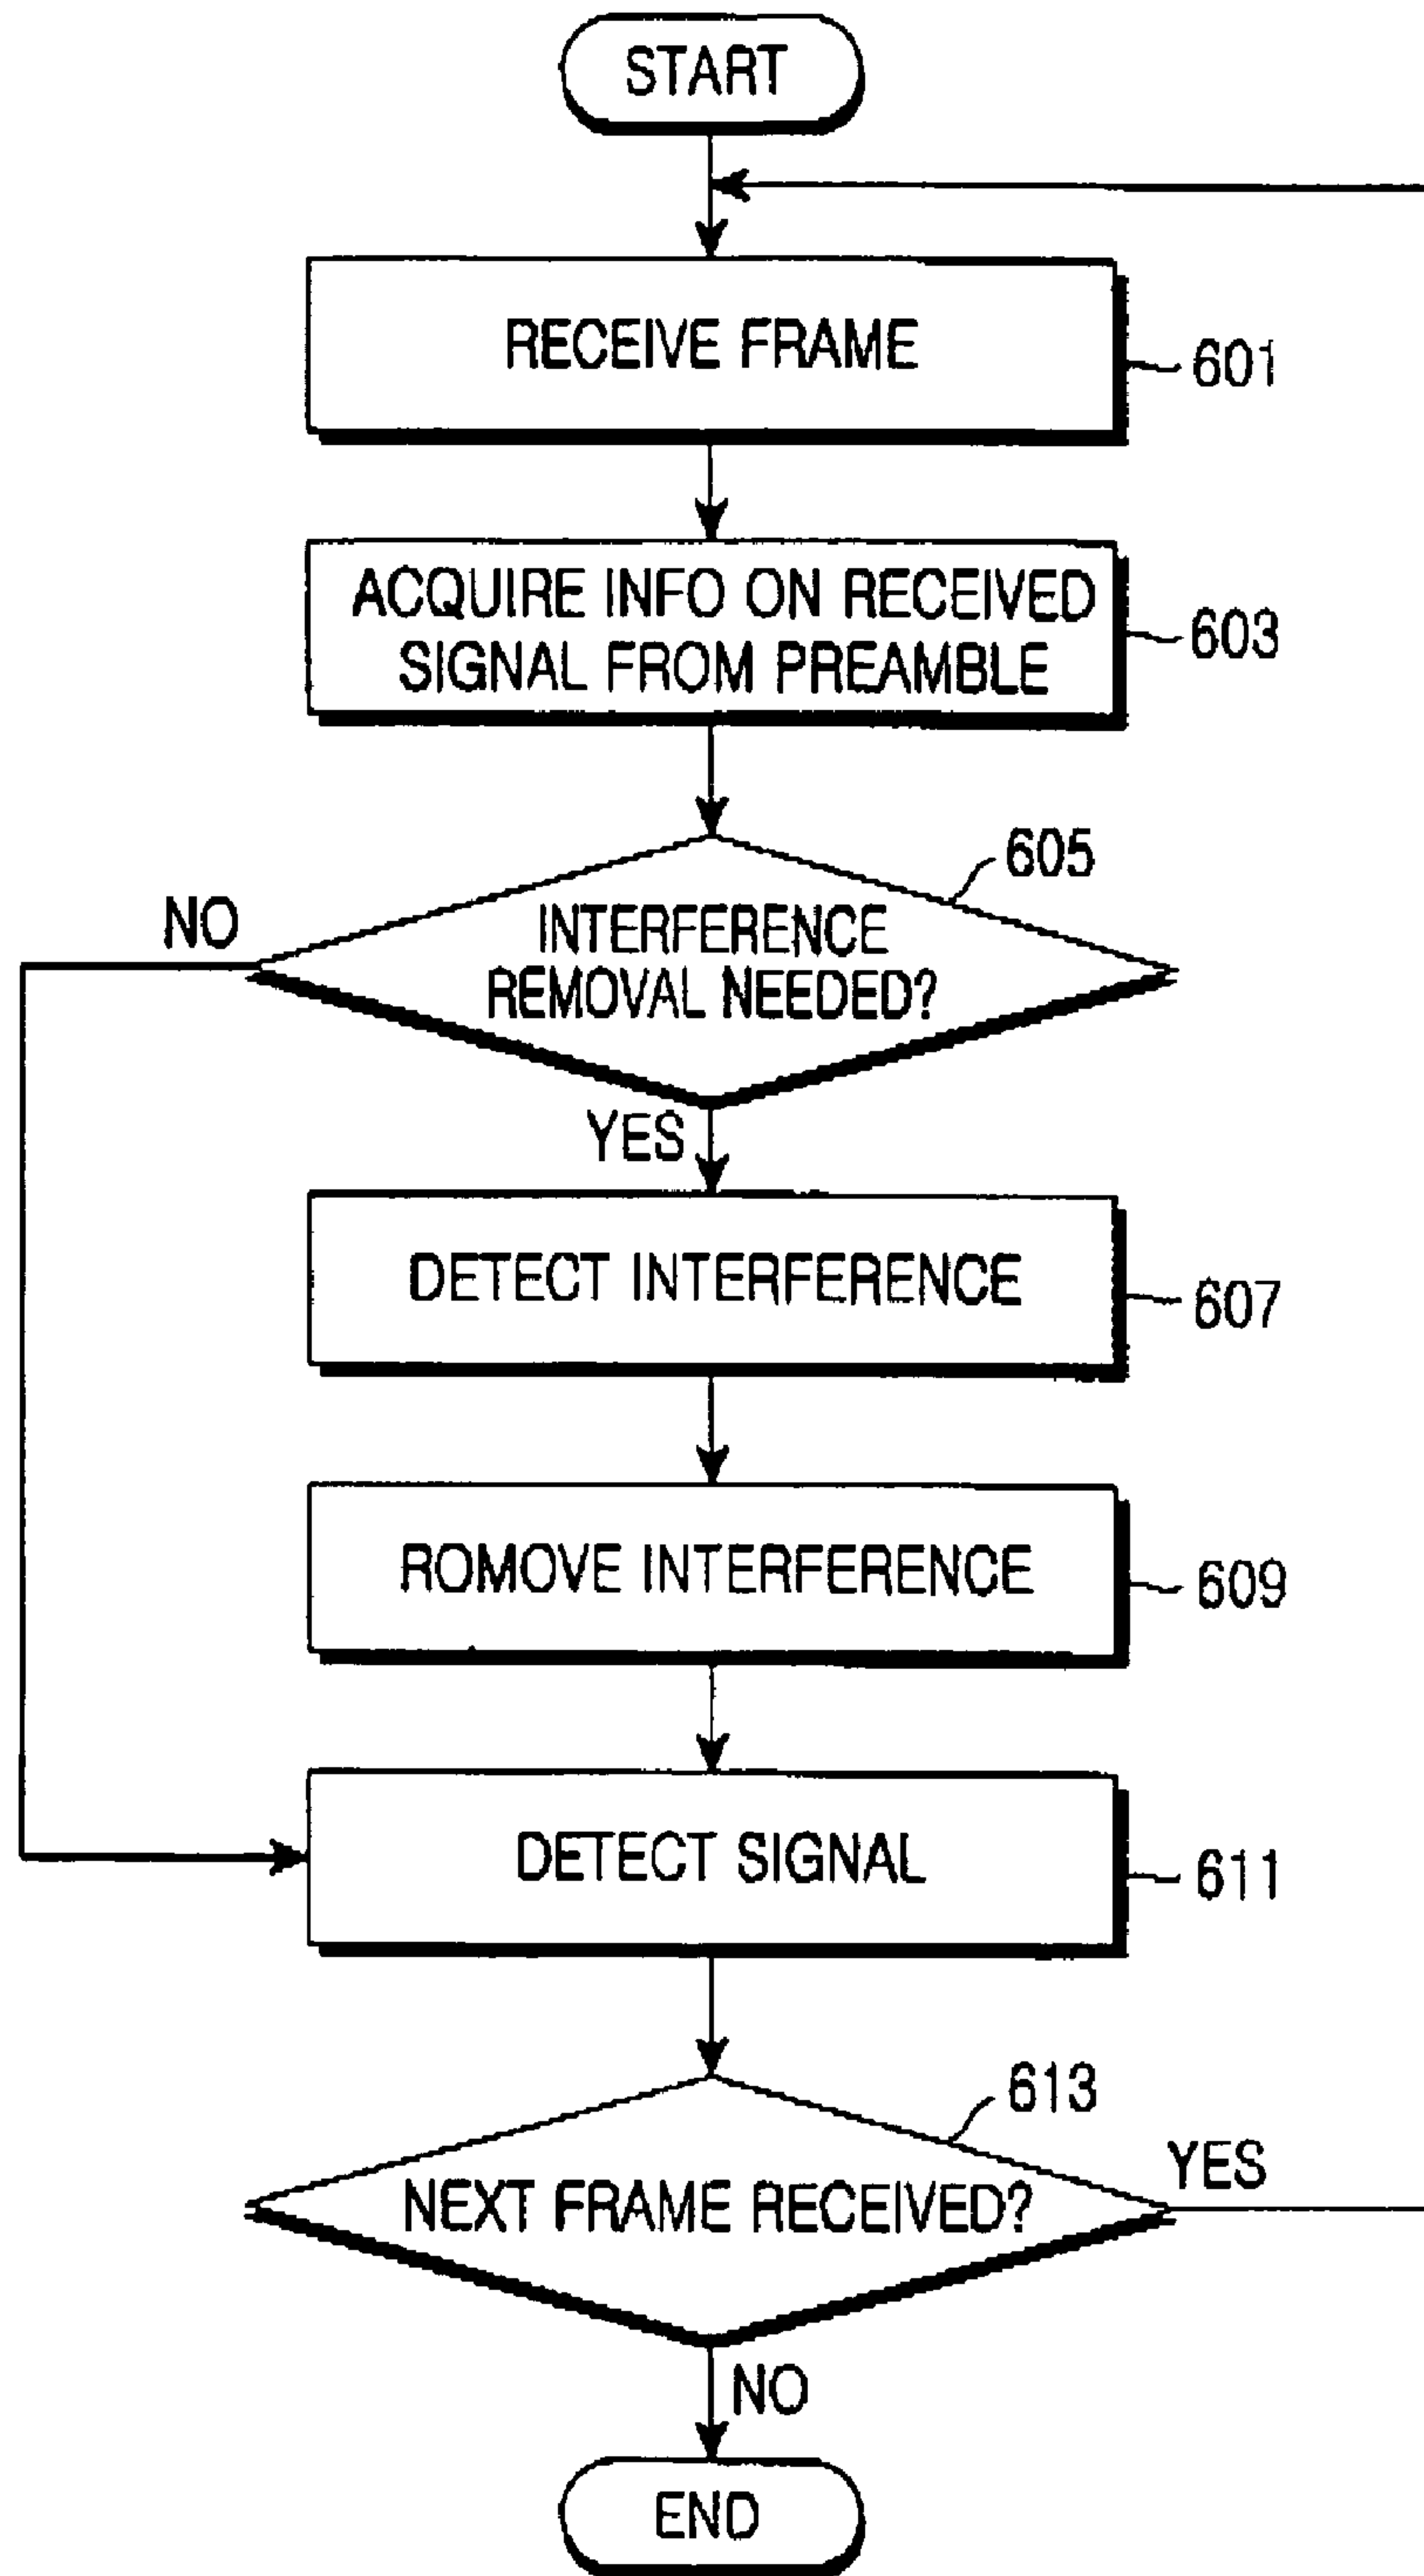 START
RECEIVE FRAME
601
ACQUIRE INFO ON RECEIVED
SIGNAL FROM PREAMBLE
603
605
INTERFERENCE
REMOVAL NEEDED?
NO
YES
DETECT INTERFERENCE
607
ROMOVE INTERFERENCE
609
DETECT SIGNAL
611
613
NEXT FRAME RECEIVED?
YES
NO
END